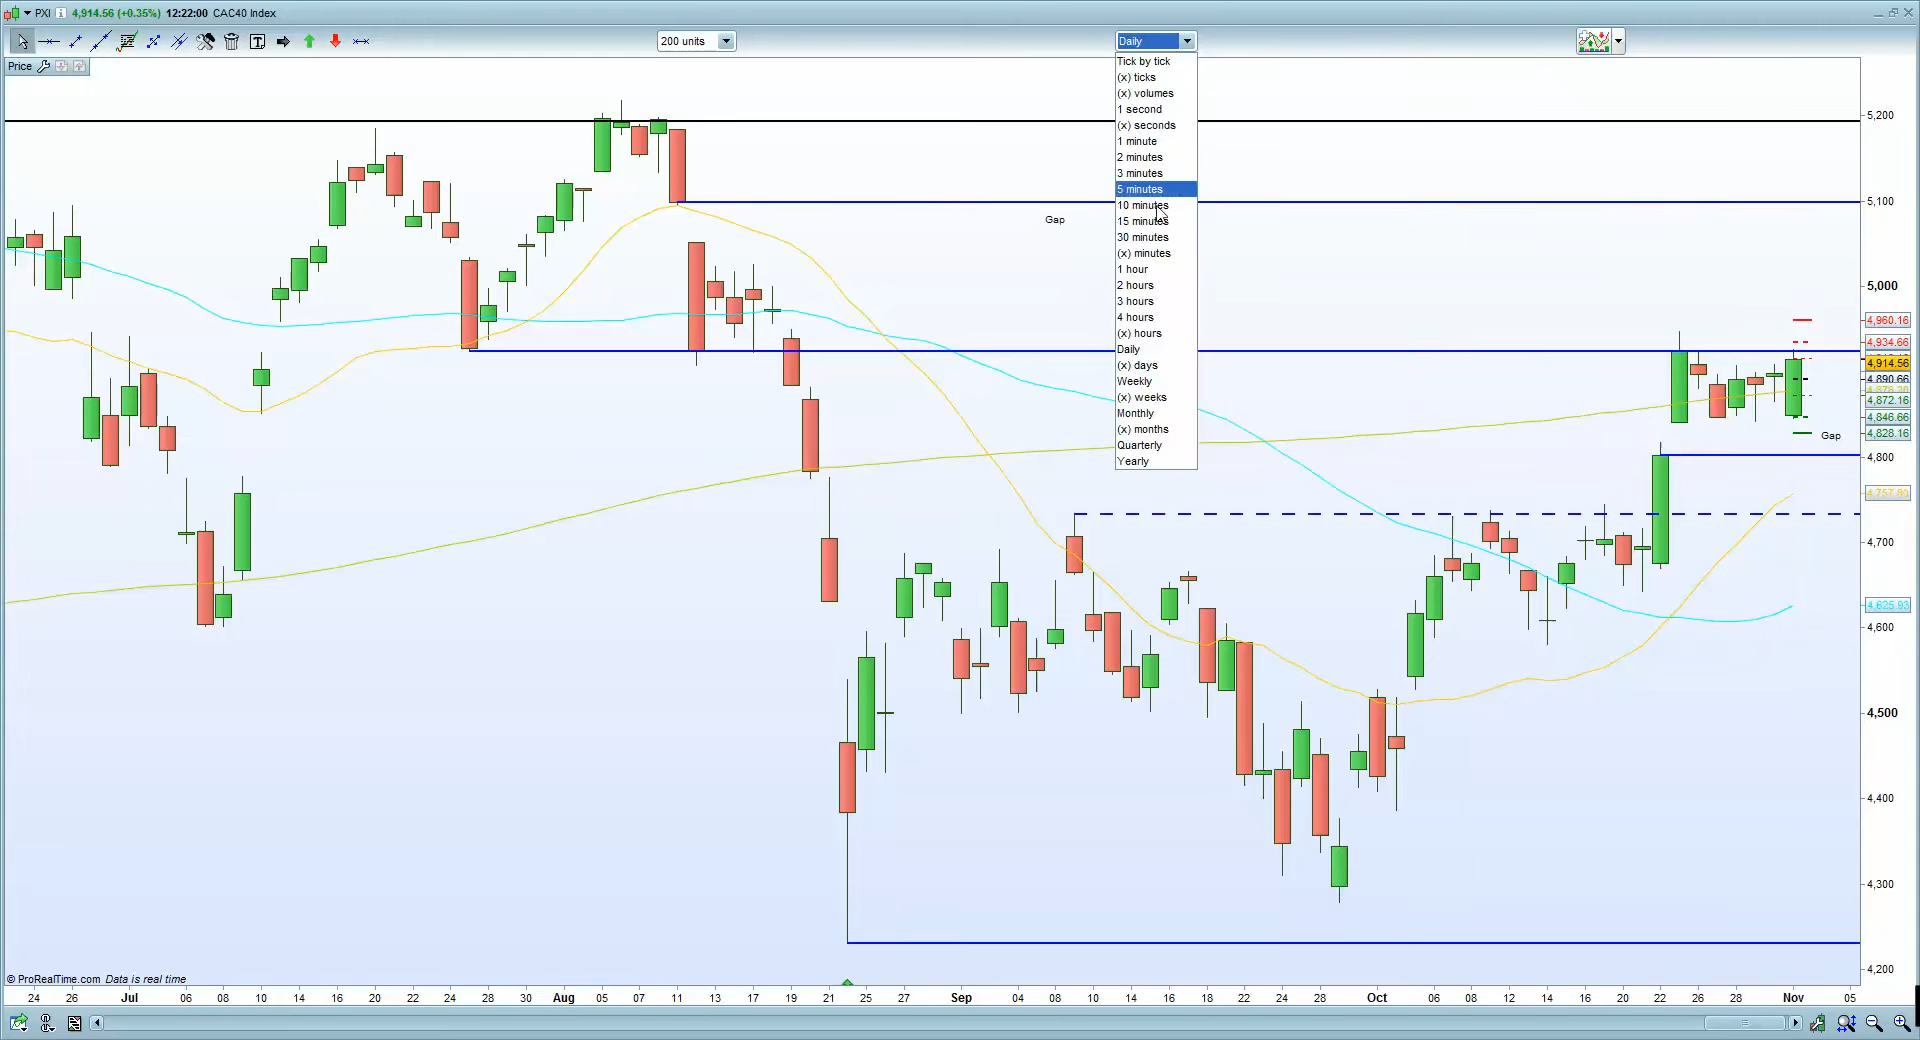 PXI 4,914.56 (+0.35%) 12:22:00 CAC40 Index
200 units
Daily
Price
Tick by tick
(x) ticks
(x) volumes
1 second
(x) seconds
1 minute
2 minutes
3 minutes
5 minutes
10 minutes
15 minutes
30 minutes
(x) minutes
1 hour
2 hours
3 hours
4 hours
(x) hours
Daily
(x) days
Weekly
(x) weeks
Monthly
(x) months
Quarterly
Yearly
Gap
Gap
5,200
5,100
5,000
4,960.16
4,934.66
4,914.56
4,890.66
4,872.16
4,846.66
4,828.16
4,800
4,757.80
4,700
4,625.93
4,600
4,500
4,400
4,300
4,200
© ProRealTime.com Data is real time
24 26 Jul 06 08 10 14 16 20 22 24 28 30 Aug 05 07 11 13 17 19 21 25 27 Sep 04 08 10 14 16 18 22 24 28 Oct 06 08 12 14 16 20 22 26 28 Nov 05